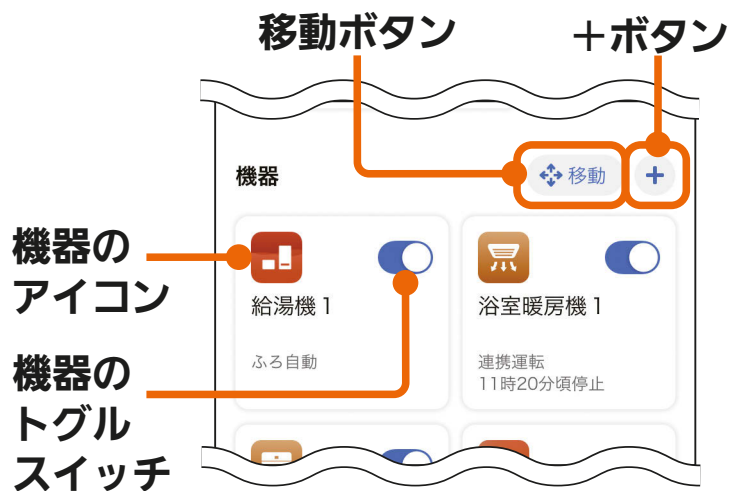 移動ボタン
＋ボタン
機器
移動
+
機器の
アイコン
給湯機 1
ふろ自動
浴室暖房機 1
連携運転
11時20分頃停止
機器の
トグル
スイッチ